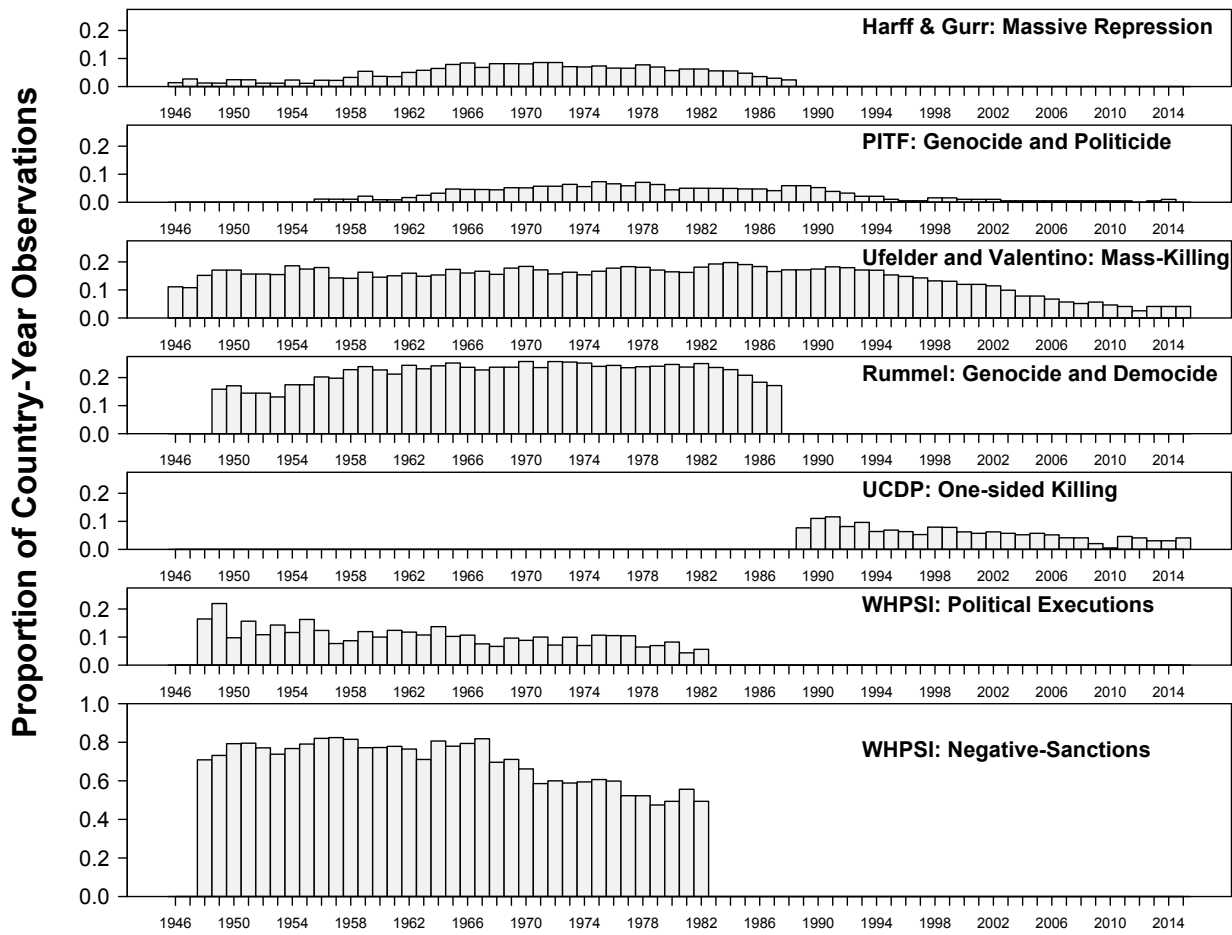 Proportion of Country-Year Observations
Harff & Gurr: Massive Repression
0.2
0.1
0.0
1946 1950 1954 1958 1962 1966 1970 1974 1978 1982 1986 1990 1994 1998 2002 2006 2010 2014
PITF: Genocide and Politicide
0.2
0.1
0.0
1946 1950 1954 1958 1962 1966 1970 1974 1978 1982 1986 1990 1994 1998 2002 2006 2010 2014
Ufelder and Valentino: Mass-Killing
0.2
0.1
0.0
1946 1950 1954 1958 1962 1966 1970 1974 1978 1982 1986 1990 1994 1998 2002 2006 2010 2014
Rummel: Genocide and Democide
0.2
0.1
0.0
1946 1950 1954 1958 1962 1966 1970 1974 1978 1982 1986 1990 1994 1998 2002 2006 2010 2014
UCDP: One-sided Killing
0.2
0.1
0.0
1946 1950 1954 1958 1962 1966 1970 1974 1978 1982 1986 1990 1994 1998 2002 2006 2010 2014
WHPSI: Political Executions
0.2
0.1
0.0
1946 1950 1954 1958 1962 1966 1970 1974 1978 1982 1986 1990 1994 1998 2002 2006 2010 2014
1.0
WHPSI: Negative-Sanctions
0.8
0.6
0.4
0.2
0.0
1946 1950 1954 1958 1962 1966 1970 1974 1978 1982 1986 1990 1994 1998 2002 2006 2010 2014